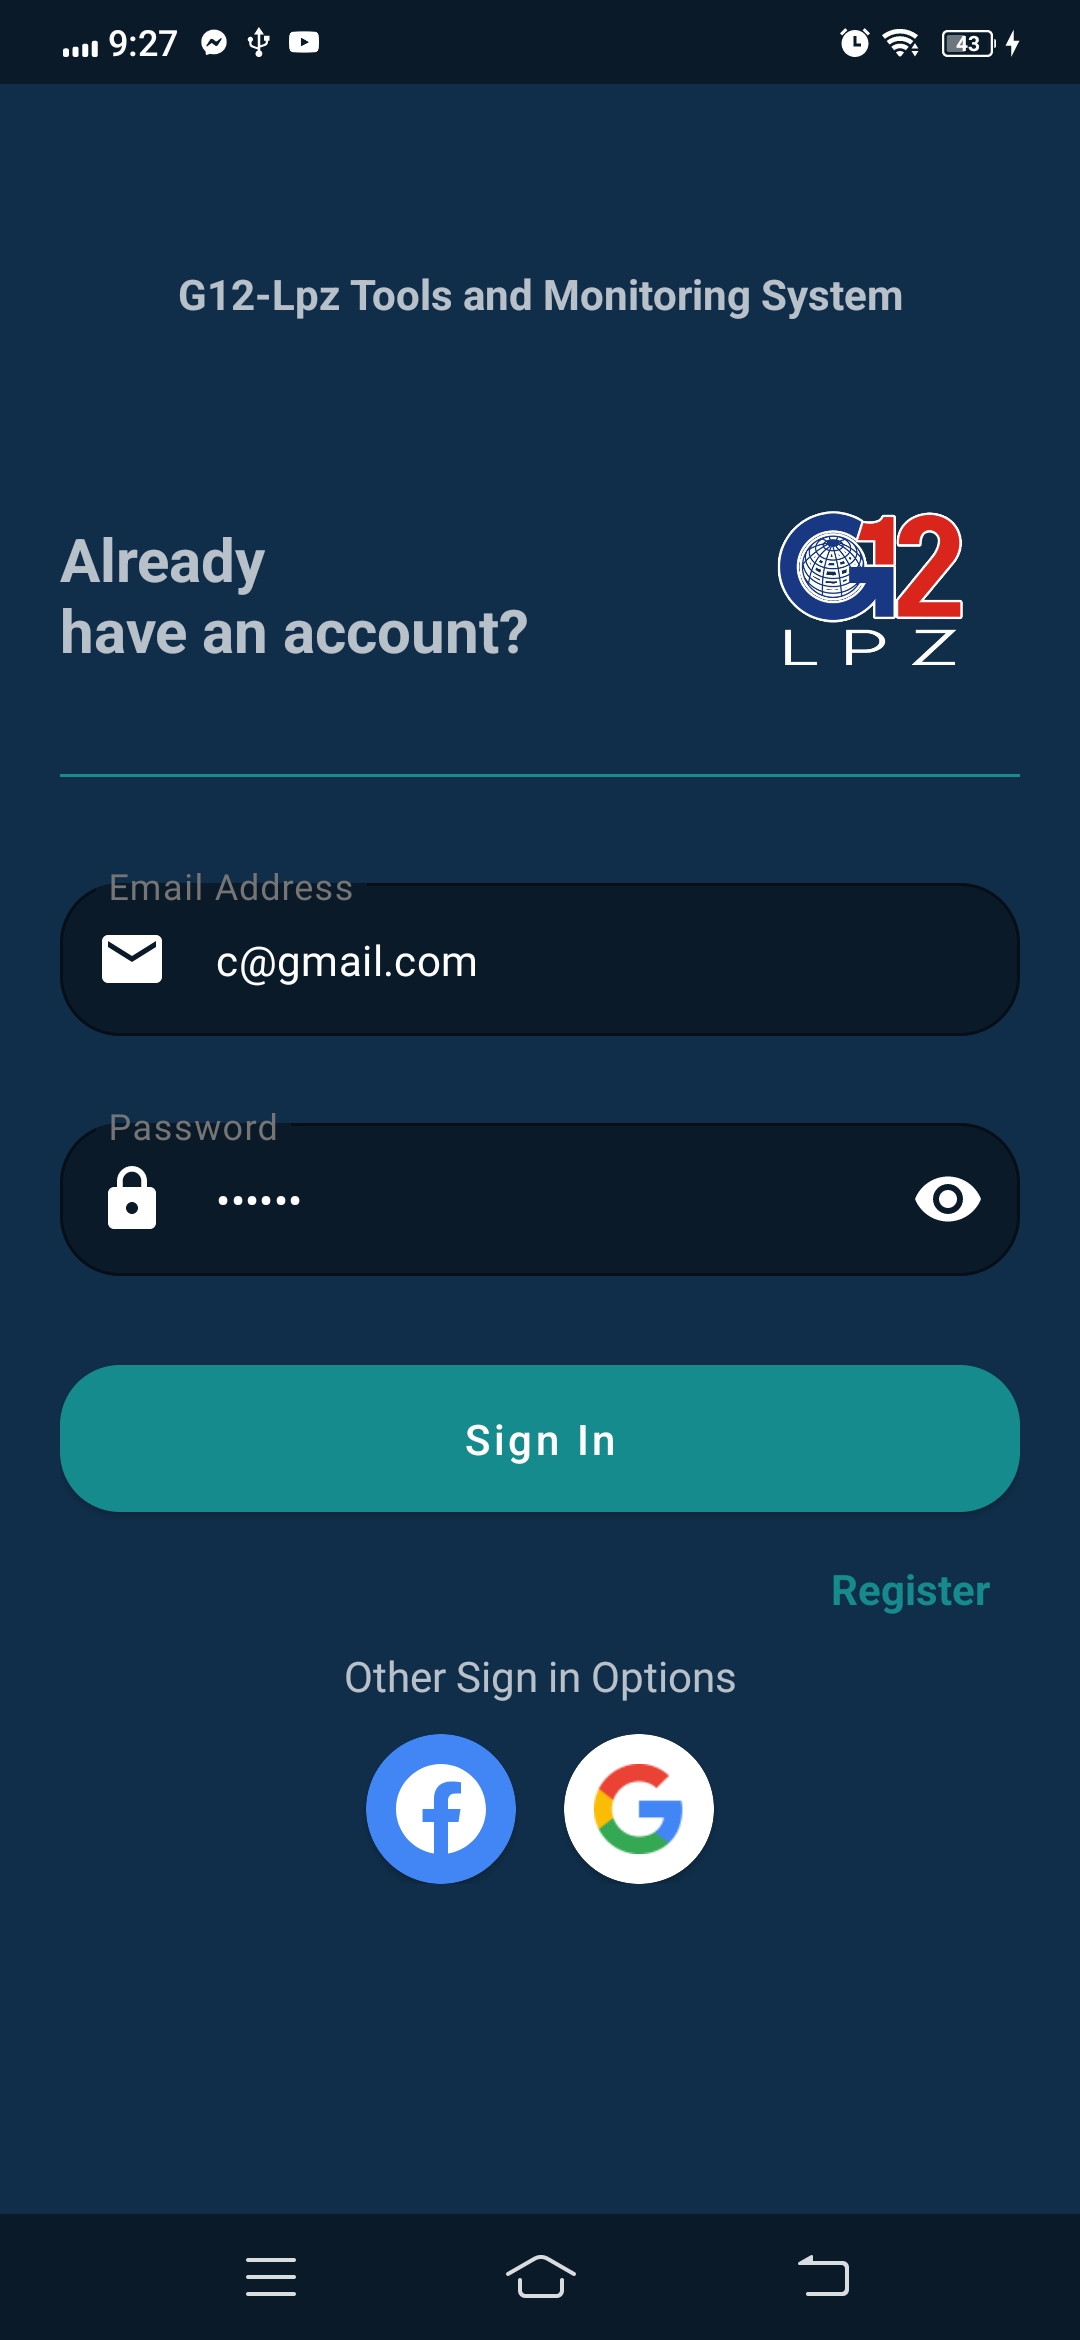 9:27
43
G12-Lpz Tools and Monitoring System
Already
have an account?
G12
LPZ
Email Address
c@gmail.com
Password
••••••
Sign In
Register
Other Sign in Options